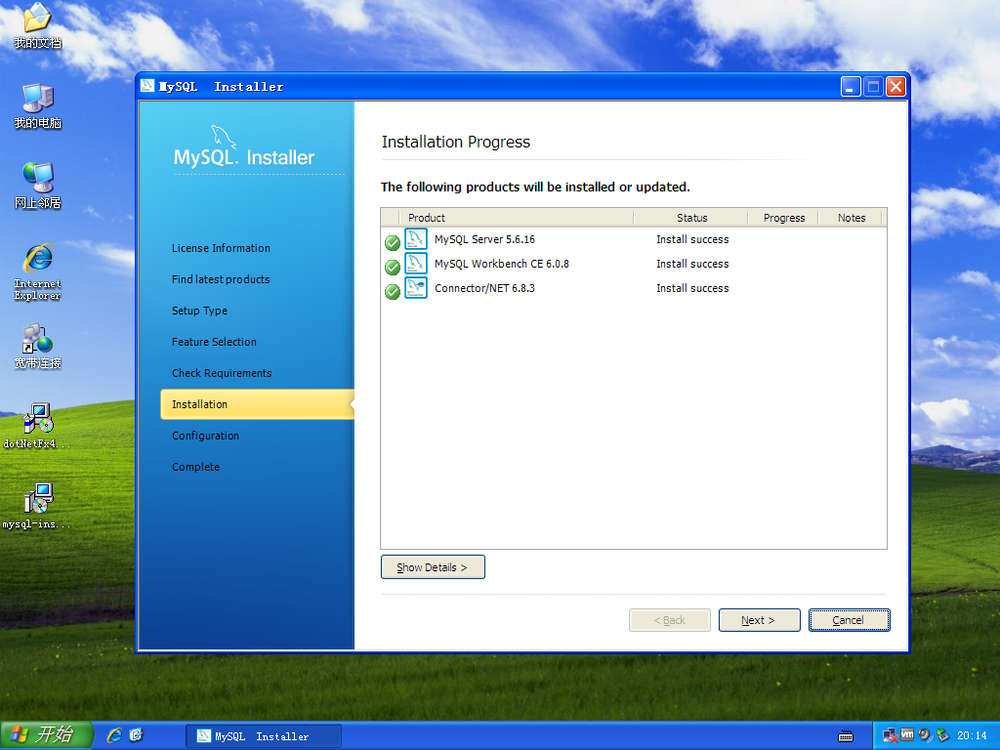 我的文档
我的电脑
网上邻居
Internet
Explorer
宽带连接
dotNetFx4...
mysql-ins...
MySQL Installer
MySQL. Installer
License Information
Find latest products
Setup Type
Feature Selection
Check Requirements
Installation
Configuration
Complete
Installation Progress
The following products will be installed or updated.
Product Status Progress Notes
MySQL Server 5.6.16 Install success
MySQL Workbench CE 6.0.8 Install success
Connector/NET 6.8.3 Install success
Show Details >
< Back Next > Cancel
开始 MySQL Installer vm 20:14